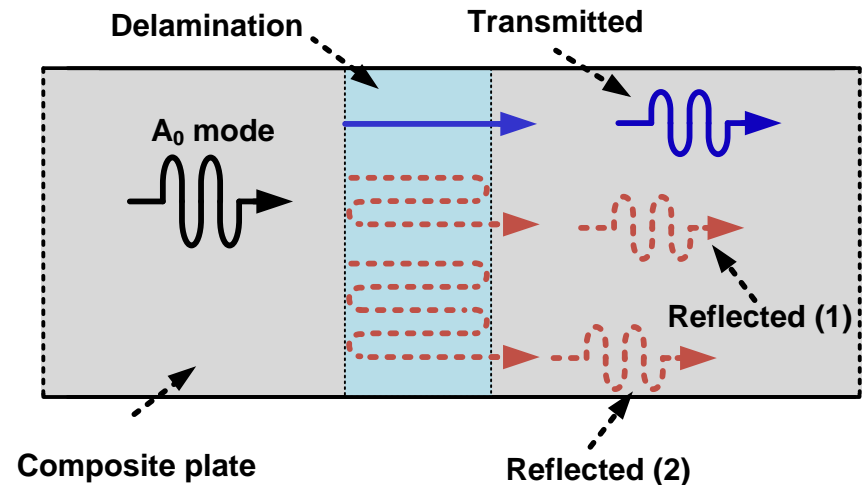 Delamination
Transmitted
A₀ mode
Reflected (1)
Composite plate
Reflected (2)